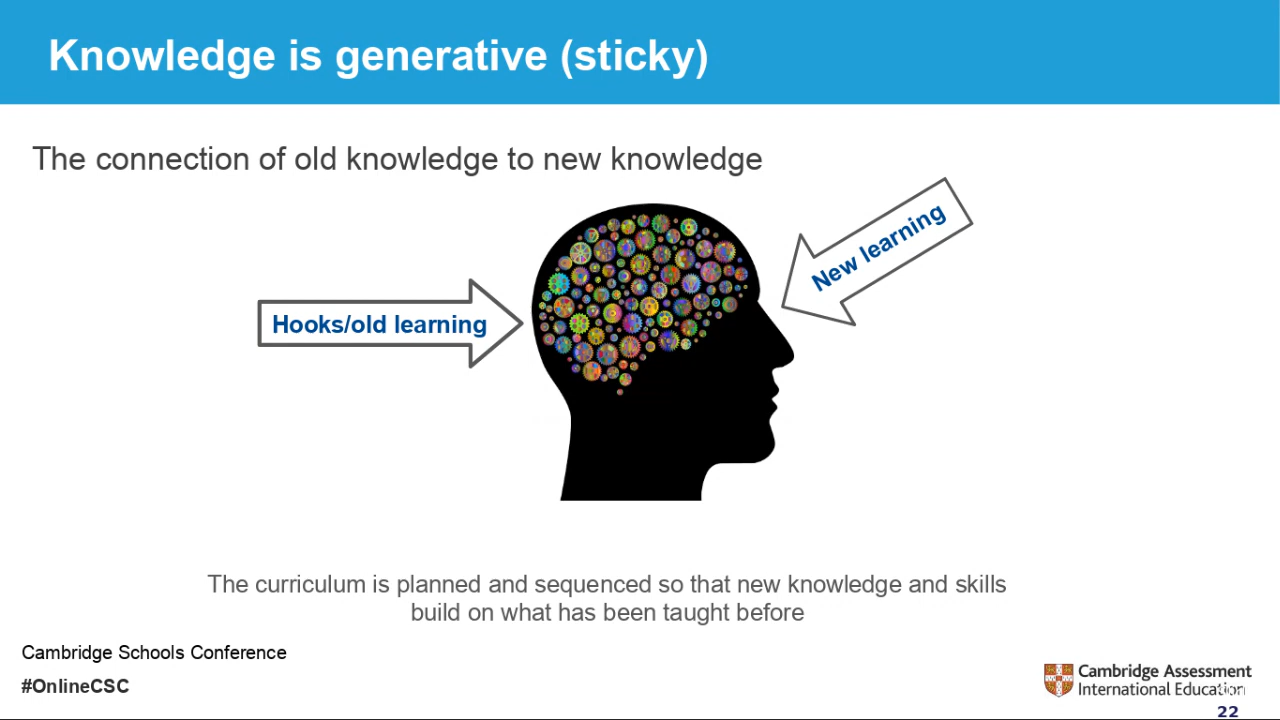 Knowledge is generative (sticky)
The connection of old knowledge to new knowledge
New learning
Hooks/old learning
The curriculum is planned and sequenced so that new knowledge and skills
build on what has been taught before
Cambridge Schools Conference
#OnlineCSC
Cambridge Assessment
International Education
22